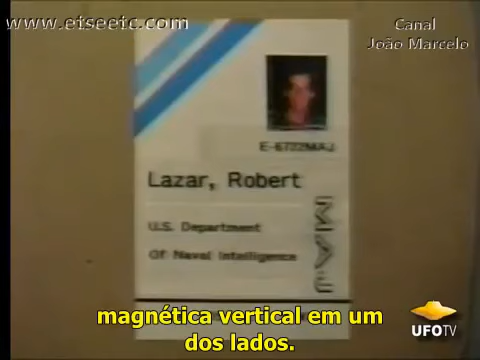 www.etseetc.com
Canal
João Marcelo
E-6722MAJ
Lazar, Robert
U.S. Department
Of Naval Intelligence
MAJ
magnética vertical em um
dos lados.
UFOTV